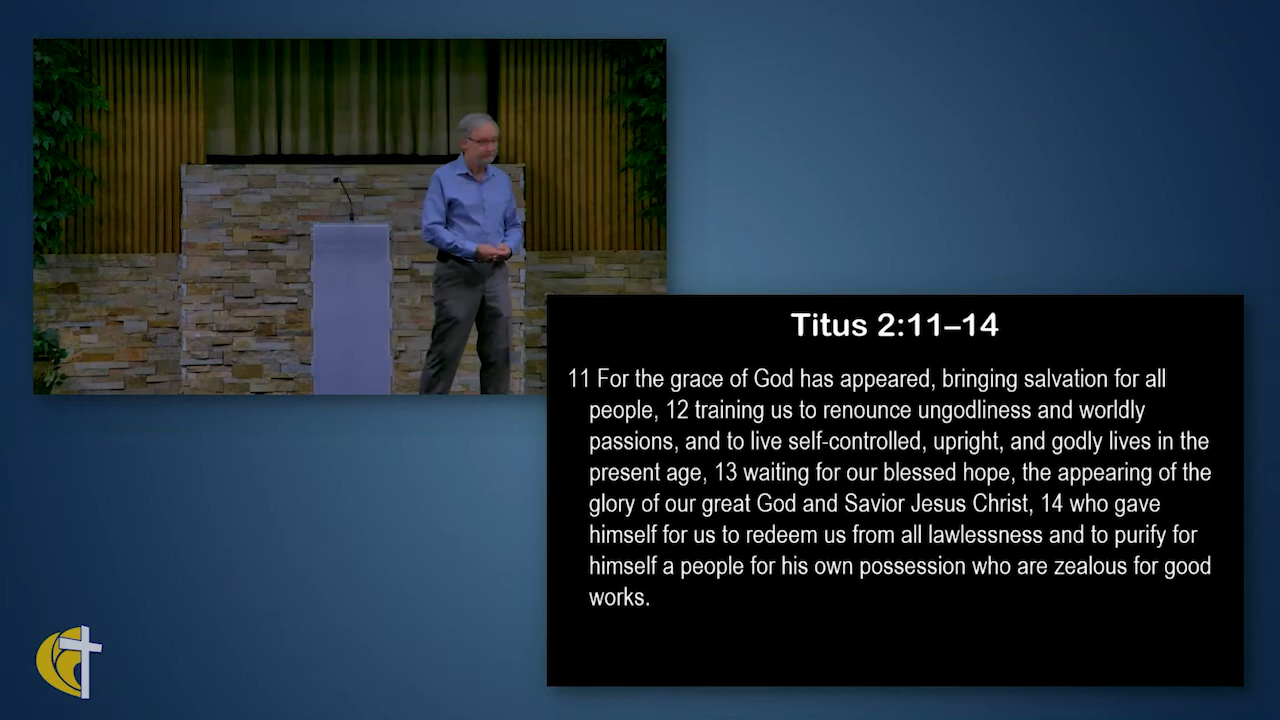 Titus 2:11–14
11 For the grace of God has appeared, bringing salvation for all
people, 12 training us to renounce ungodliness and worldly
passions, and to live self-controlled, upright, and godly lives in the
present age, 13 waiting for our blessed hope, the appearing of the
glory of our great God and Savior Jesus Christ, 14 who gave
himself for us to redeem us from all lawlessness and to purify for
himself a people for his own possession who are zealous for good
works.